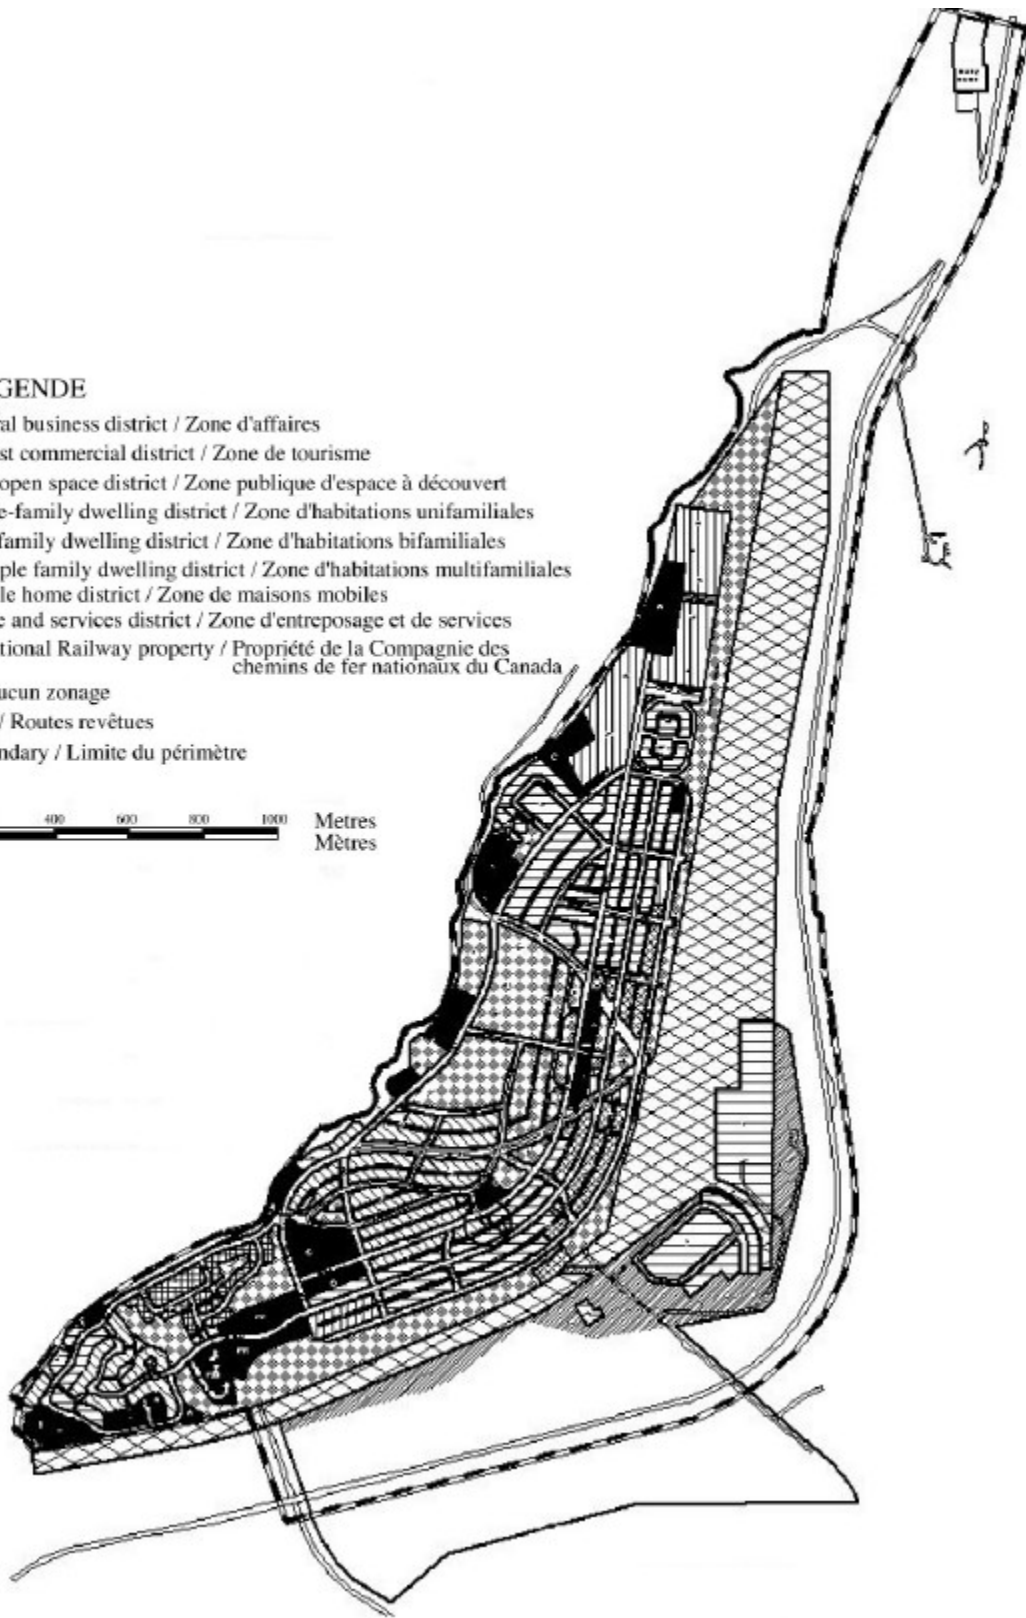 GENDE
ral business district / Zone d'affaires
st commercial district / Zone de tourisme
open space district / Zone publique d'espace à découvert
e-family dwelling district / Zone d'habitations unifamiliales
family dwelling district / Zone d'habitations bifamiliales
ple family dwelling district / Zone d'habitations multifamiliales
le home district / Zone de maisons mobiles
e and services district / Zone d'entreposage et de services
tional Railway property / Propriété de la Compagnie des
chemins de fer nationaux du Canada
ucun zonage
/ Routes revêtues
ndary / Limite du périmètre
400 600 800 1000 Metres
Mètres